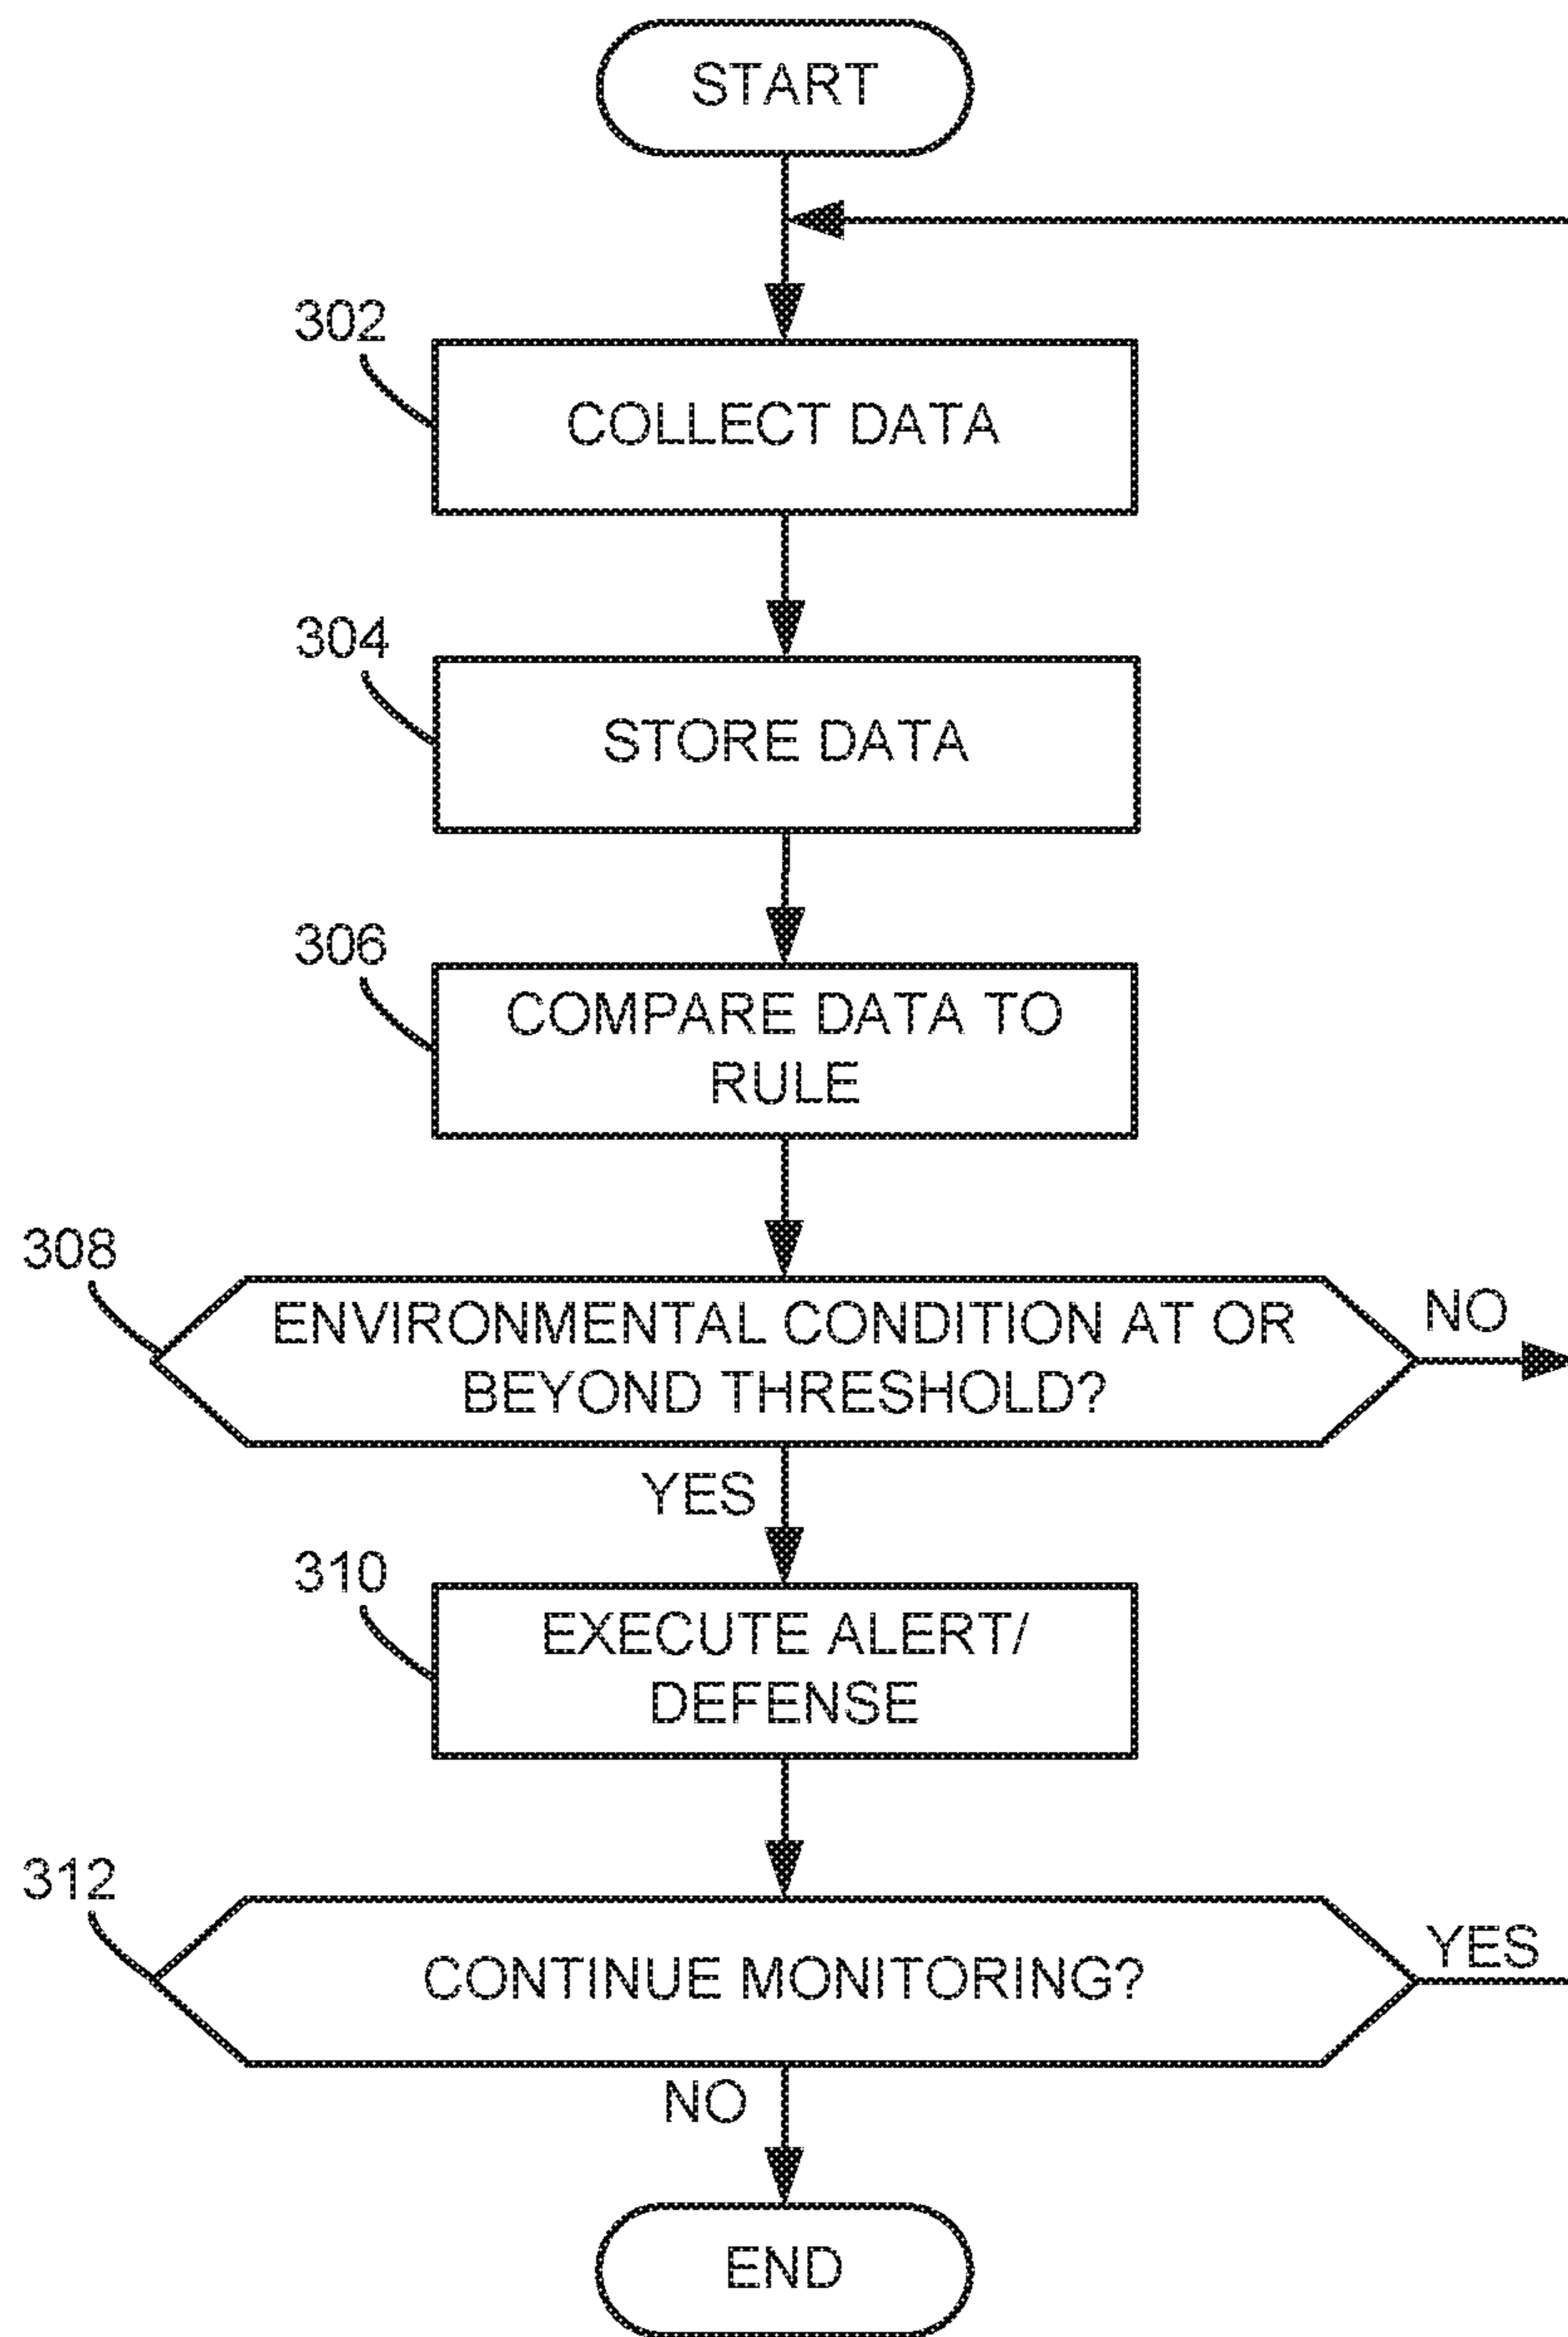 START
302
COLLECT DATA
304
STORE DATA
306
COMPARE DATA TO
RULE
308
ENVIRONMENTAL CONDITION AT OR
BEYOND THRESHOLD?
NO
YES
310
EXECUTE ALERT/
DEFENSE
312
CONTINUE MONITORING?
YES
NO
END